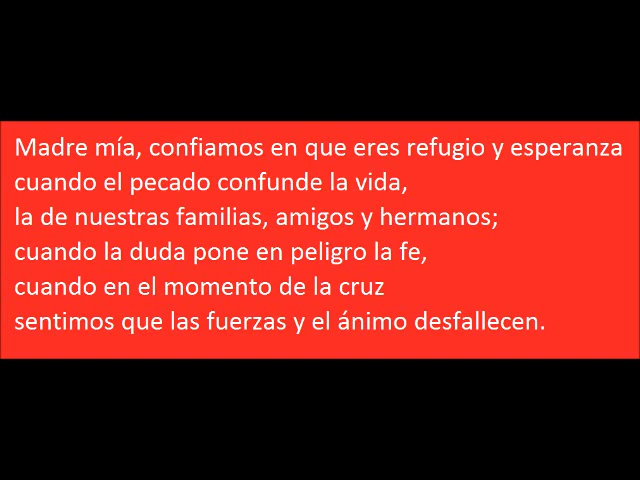 Madre mía, confiamos en que eres refugio y esperanza
cuando el pecado confunde la vida,
la de nuestras familias, amigos y hermanos;
cuando la duda pone en peligro la fe,
cuando en el momento de la cruz
sentimos que las fuerzas y el ánimo desfallecen.